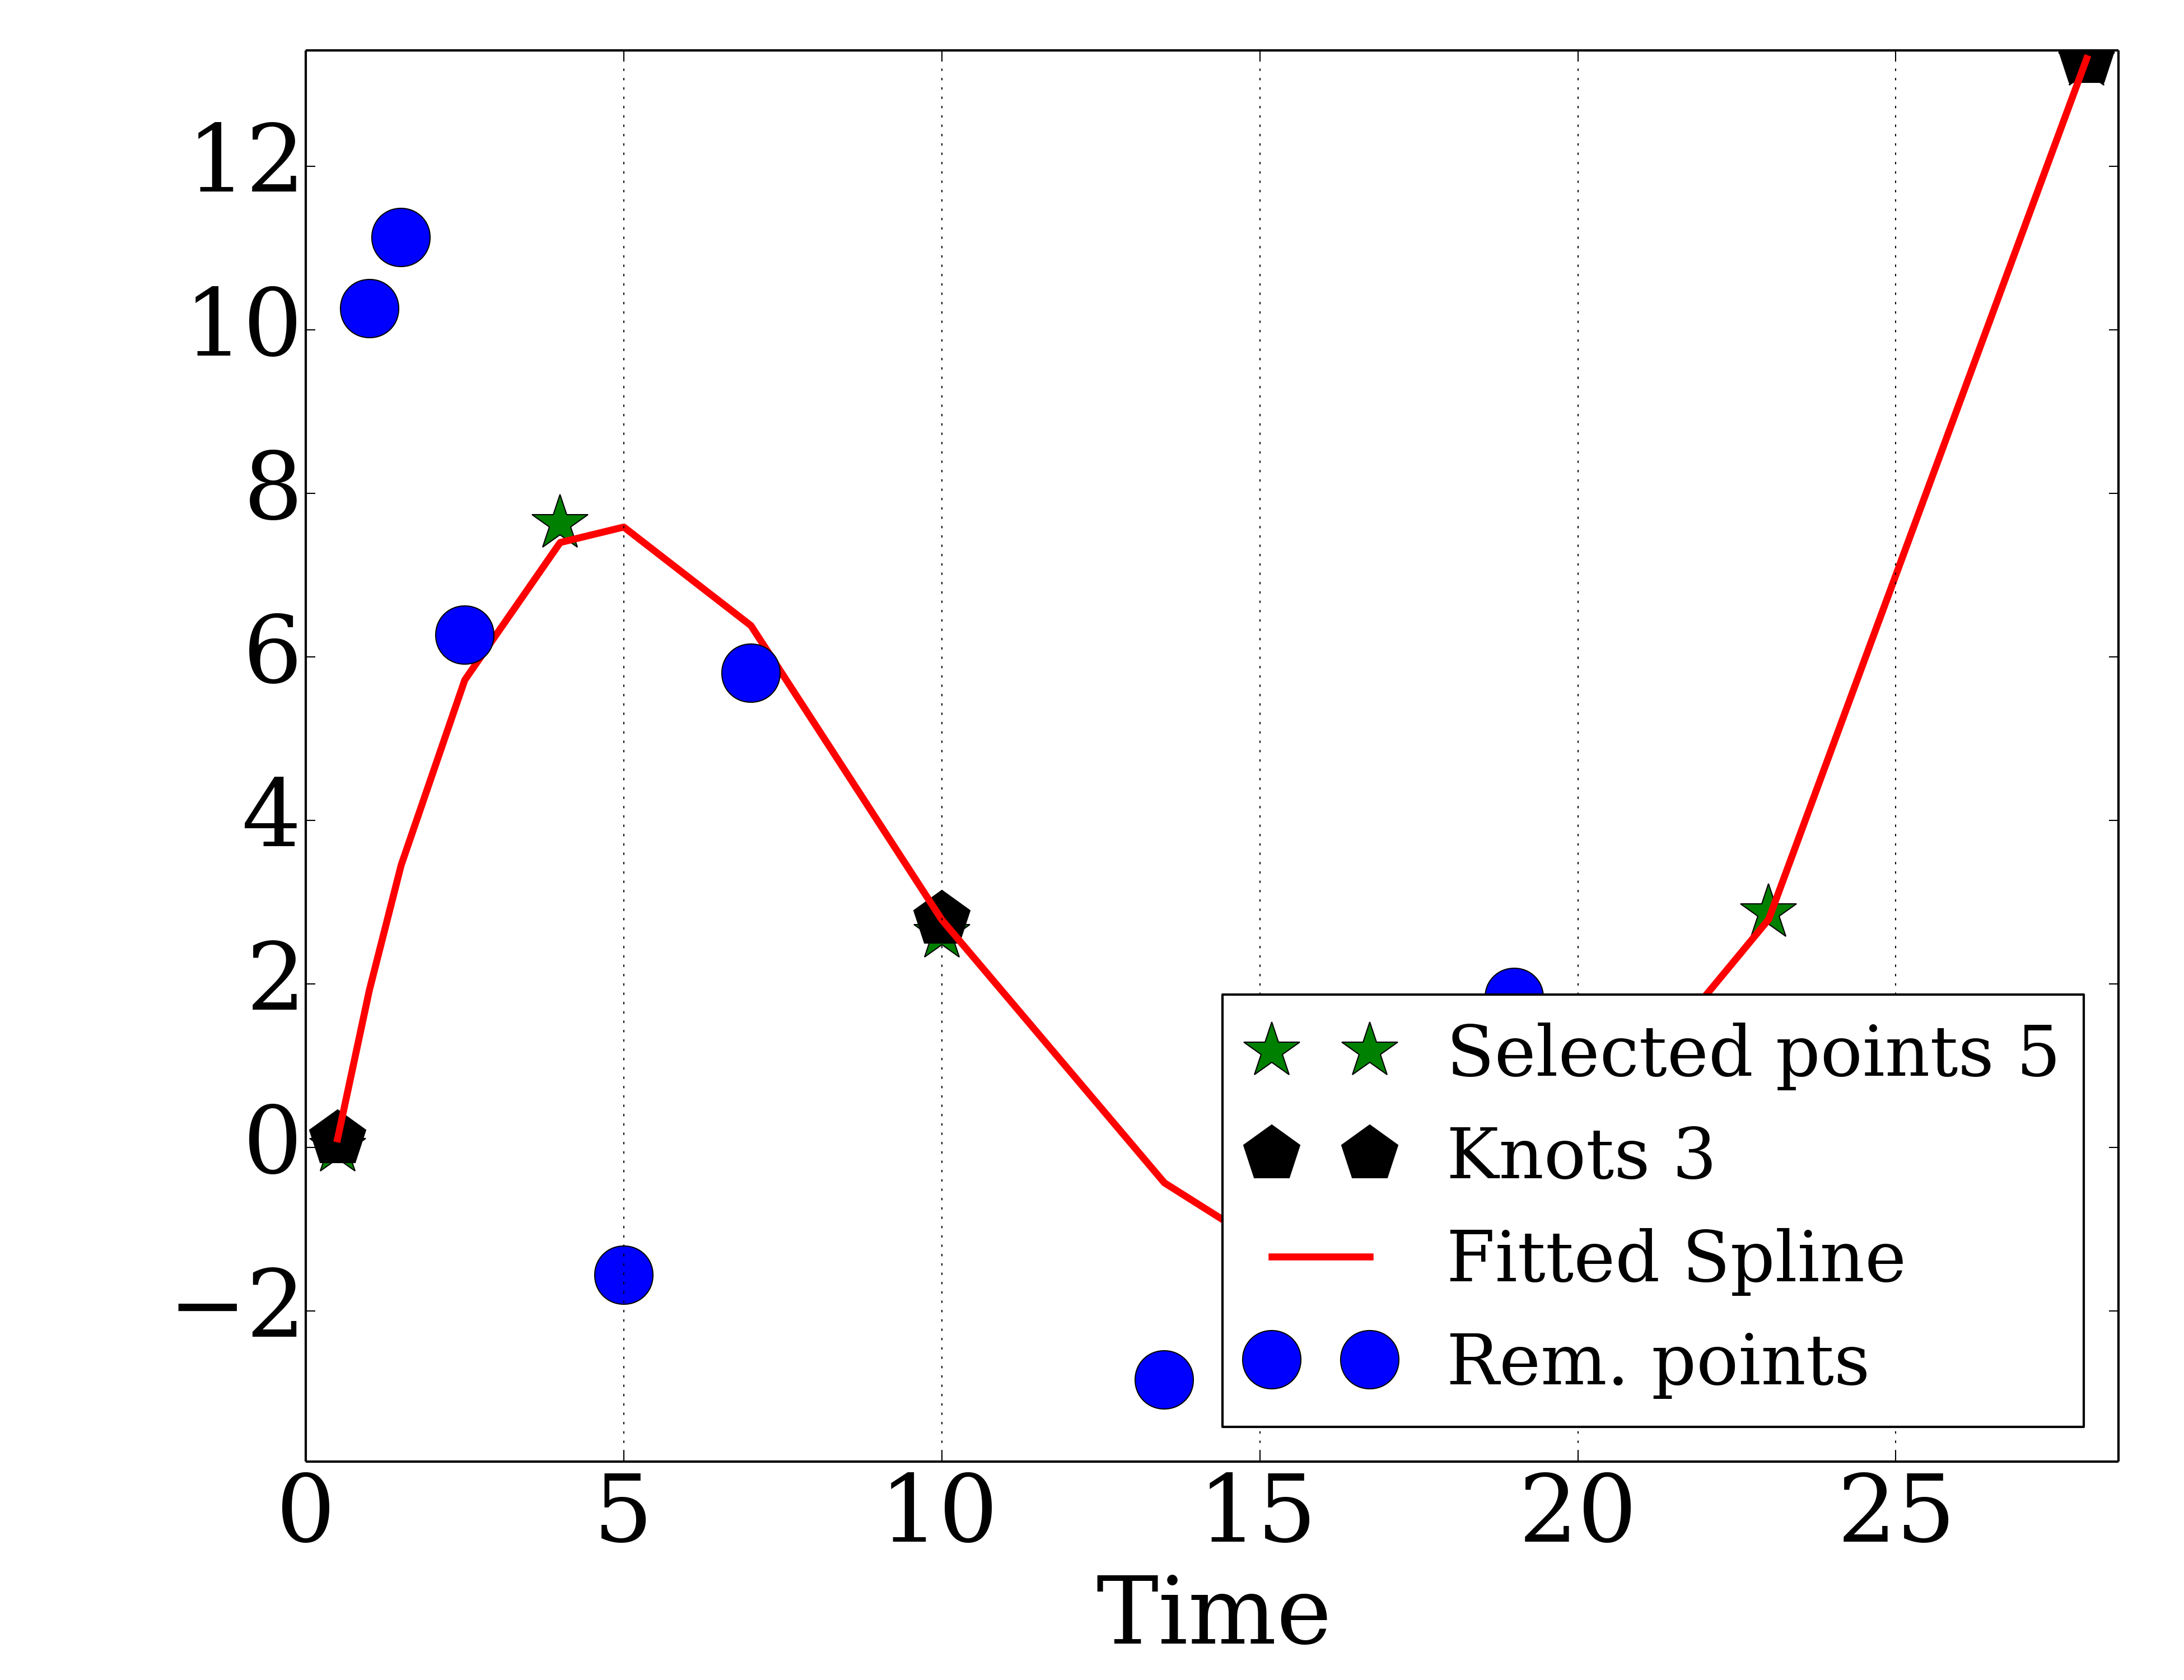 12
10
8
6
4
2
0
−2
Selected points 5
Knots 3
Fitted Spline
Rem. points
0 5 10 15 20 25
Time